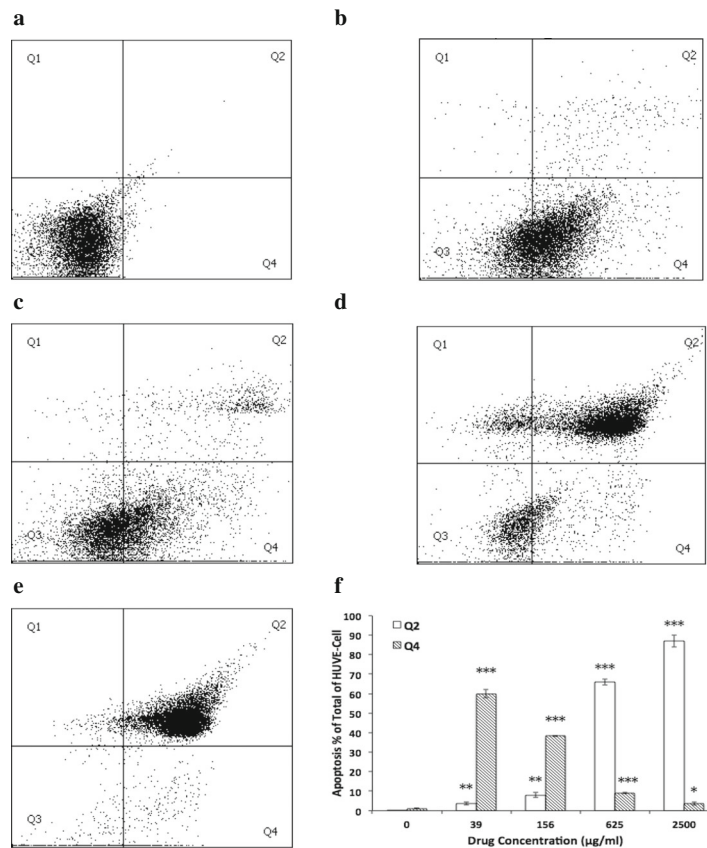 a
b
Q1
Q2
Q3
Q4
Q1
Q2
Q3
Q4
c
d
Q1
Q2
Q3
Q4
Q1
Q2
Q3
Q4
e
f
Q1
Q2
Q3
Q4
Apoptosis % of Total of HUVE-Cell
100
90
80
70
60
50
40
30
20
10
0
Q2
Q4
**
***
**
***
***
***
***
*
0
39
156
625
2500
Drug Concentration (μg/ml)